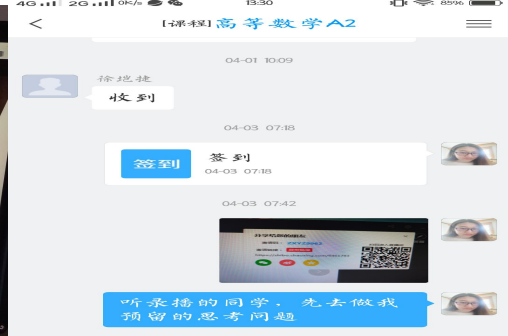 4G 2G 0K/s 13:30 85%
[课程]高等数学A2
04-01 10:09
徐垲捷
收到
04-03 07:18
签到 签到
04-03 07:18
04-03 07:42
听录播的同学，先去做我
预留的思考问题